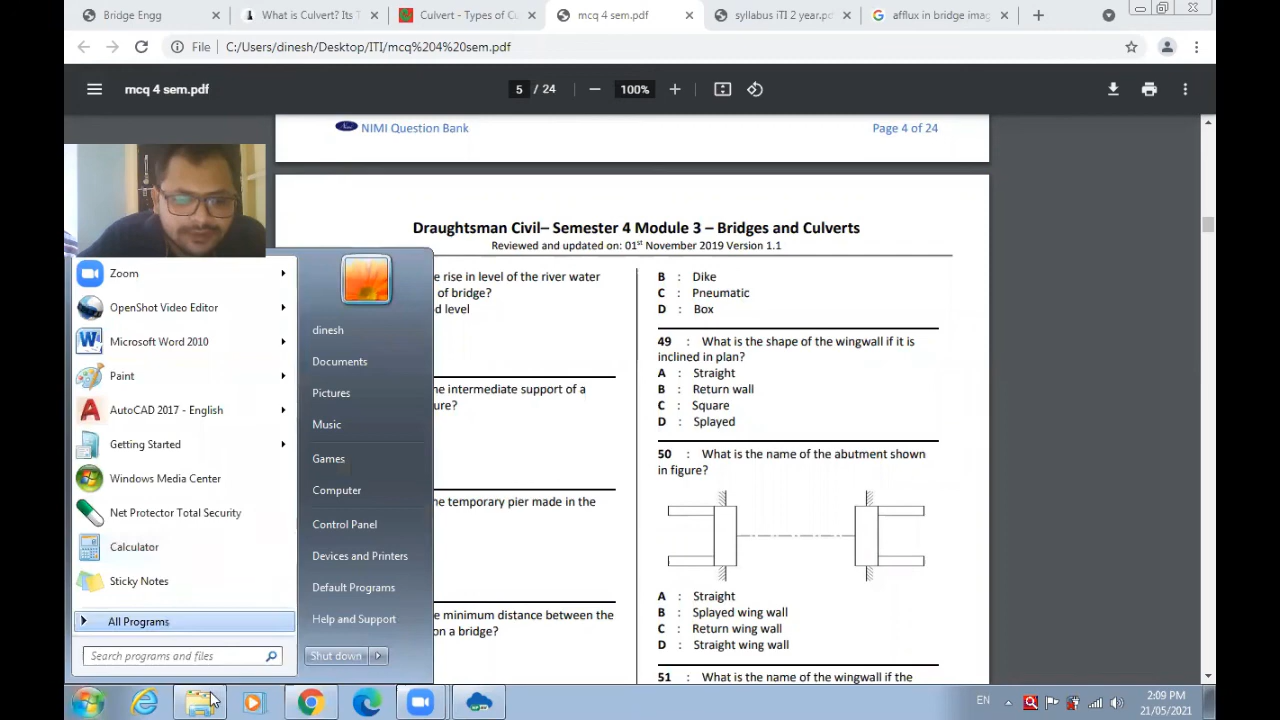 Bridge Engg
What is Culvert? Its T
Culvert - Types of Cu
mcq 4 sem.pdf
syllabus iTI 2 year.pd
afflux in bridge imag
File
C:/Users/dinesh/Desktop/ITI/mcq%204%20sem.pdf
mcq 4 sem.pdf
5 / 24
100%
NIMI Question Bank
Page 4 of 24
Draughtsman Civil– Semester 4 Module 3 – Bridges and Culverts
Reviewed and updated on: 01st November 2019 Version 1.1
e rise in level of the river water
of bridge?
d level
he intermediate support of a
ure?
he temporary pier made in the
e minimum distance between the
on a bridge?
B : Dike
C : Pneumatic
D : Box
49 : What is the shape of the wingwall if it is
inclined in plan?
A : Straight
B : Return wall
C : Square
D : Splayed
50 : What is the name of the abutment shown
in figure?
A : Straight
B : Splayed wing wall
C : Return wing wall
D : Straight wing wall
51 : What is the name of the wingwall if the
Zoom
OpenShot Video Editor
Microsoft Word 2010
Paint
AutoCAD 2017 - English
Getting Started
Windows Media Center
Net Protector Total Security
Calculator
Sticky Notes
All Programs
Search programs and files
dinesh
Documents
Pictures
Music
Games
Computer
Control Panel
Devices and Printers
Default Programs
Help and Support
Shut down
EN
2:09 PM
21/05/2021